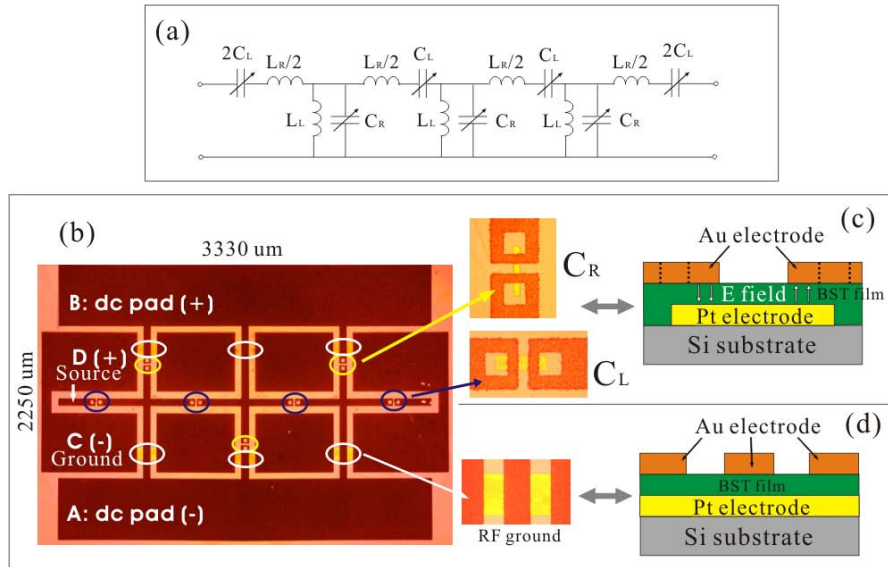 (a)
2CL
LR/2
LR/2
CL
LR/2
CL
LR/2
2CL
LL
CR
LL
CR
LL
CR
(b)
3330 um
2250 um
B: dc pad (+)
D (+)
Source
C (-)
Ground
A: dc pad (-)
CR
CL
RF ground
(c)
Au electrode
E field
BST film
Pt electrode
Si substrate
(d)
Au electrode
BST film
Pt electrode
Si substrate